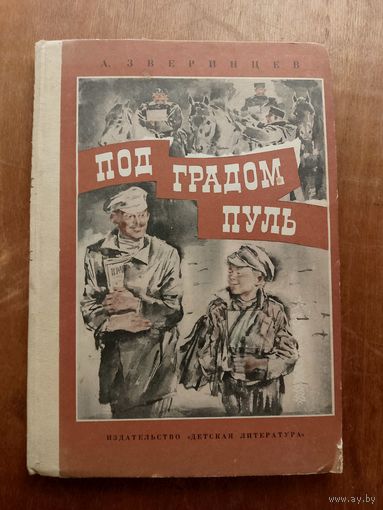 А. ЗВЕРИНЦЕВ
ПОД
ГРАДОМ
ПУЛЬ
ИЗДАТЕЛЬСТВО «ДЕТСКАЯ ЛИТЕРАТУРА»
www.ay.by